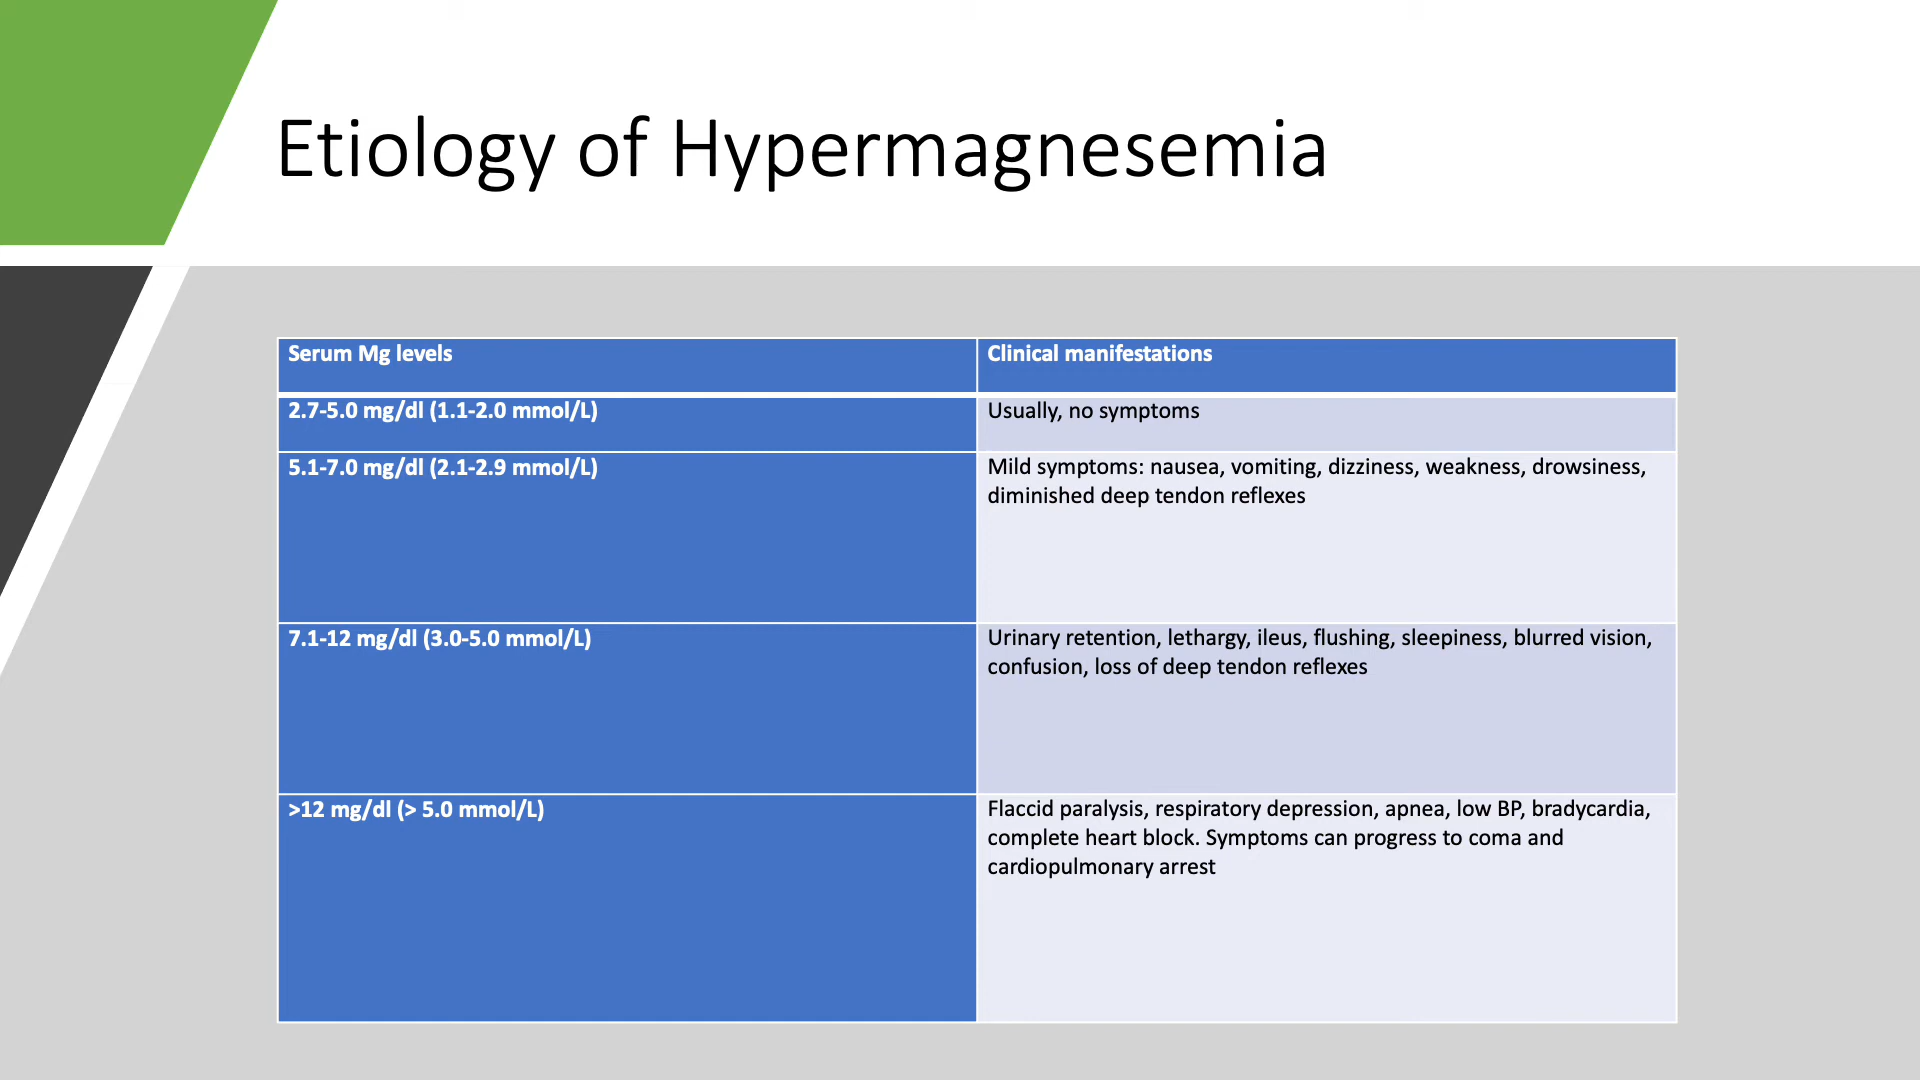 Etiology of Hypermagnesemia
Serum Mg levels
Clinical manifestations
2.7-5.0 mg/dl (1.1-2.0 mmol/L)
Usually, no symptoms
5.1-7.0 mg/dl (2.1-2.9 mmol/L)
Mild symptoms: nausea, vomiting, dizziness, weakness, drowsiness,
diminished deep tendon reflexes
7.1-12 mg/dl (3.0-5.0 mmol/L)
Urinary retention, lethargy, ileus, flushing, sleepiness, blurred vision,
confusion, loss of deep tendon reflexes
>12 mg/dl (> 5.0 mmol/L)
Flaccid paralysis, respiratory depression, apnea, low BP, bradycardia,
complete heart block. Symptoms can progress to coma and
cardiopulmonary arrest